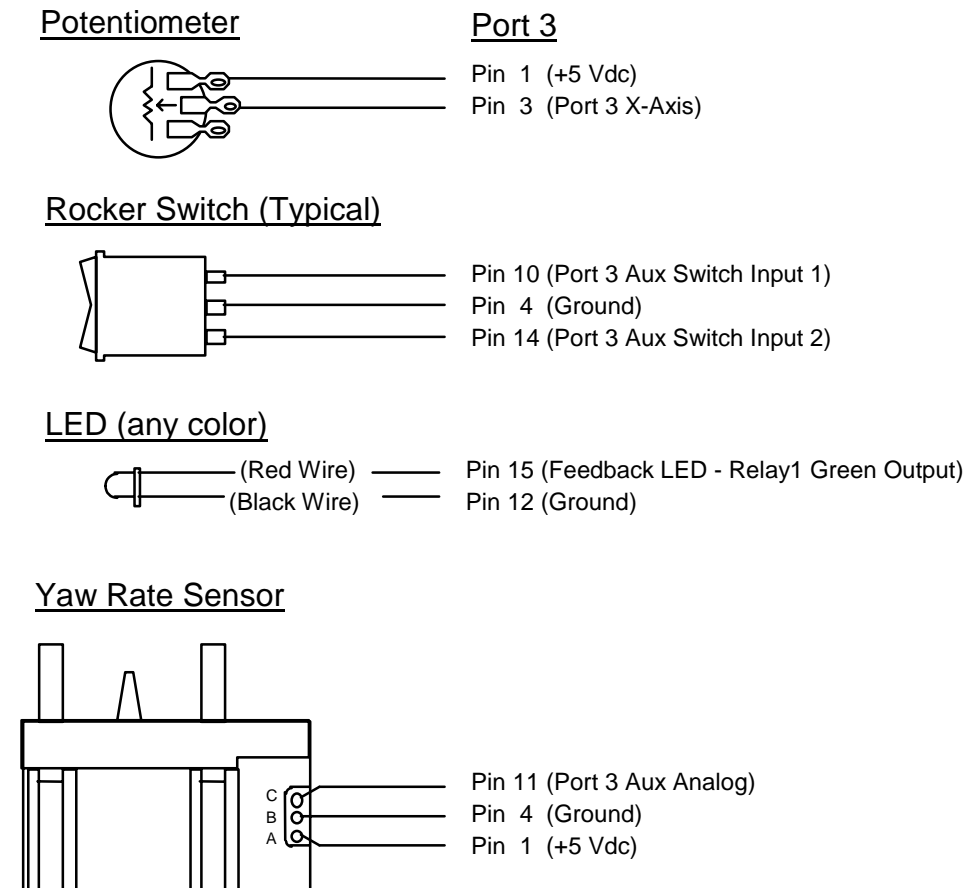 Potentiometer
Port 3
Pin 1 (+5 Vdc)
Pin 3 (Port 3 X-Axis)
Rocker Switch (Typical)
Pin 10 (Port 3 Aux Switch Input 1)
Pin 4 (Ground)
Pin 14 (Port 3 Aux Switch Input 2)
LED (any color)
(Red Wire) Pin 15 (Feedback LED - Relay1 Green Output)
(Black Wire) Pin 12 (Ground)
Yaw Rate Sensor
C Pin 11 (Port 3 Aux Analog)
B Pin 4 (Ground)
A Pin 1 (+5 Vdc)